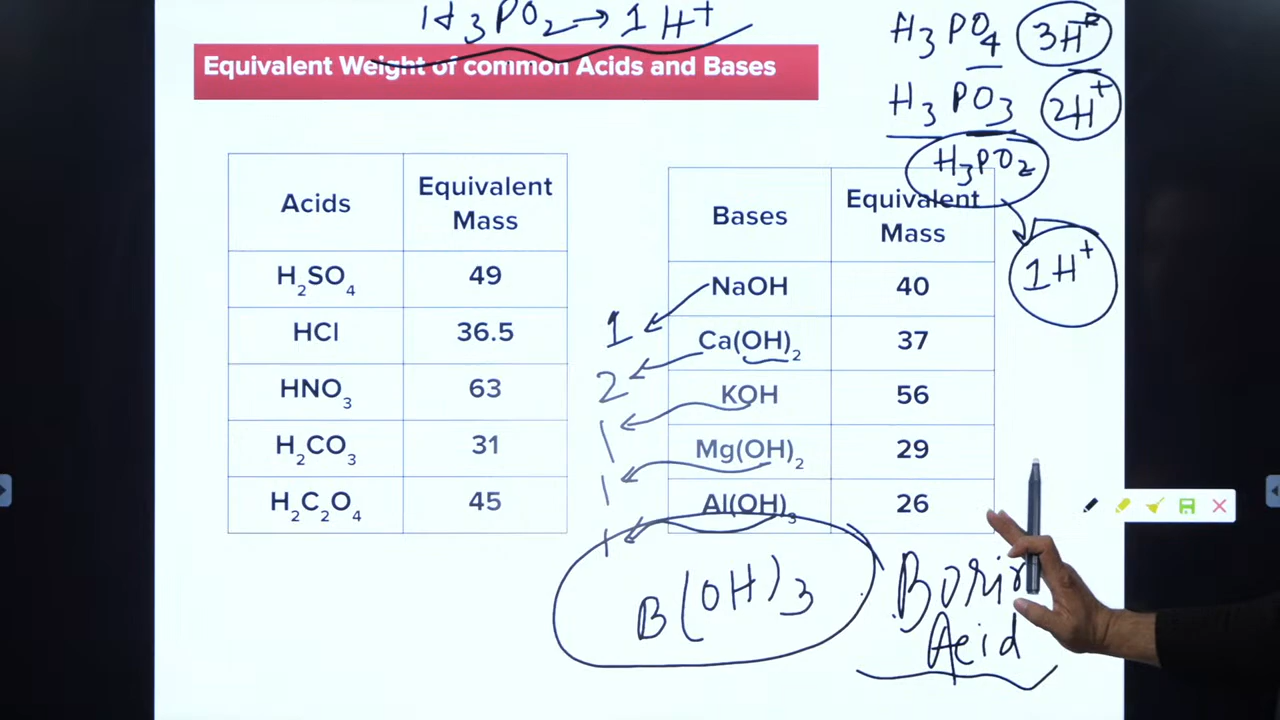 H₃PO₂ → 1H⁺
H₃PO₄ 3H⁺
Equivalent Weight of common Acids and Bases
H₃PO₃ 2H⁺
H₃PO₂
1H⁺
Acids Equivalent Mass
H₂SO₄ 49
HCl 36.5
HNO₃ 63
H₂CO₃ 31
H₂C₂O₄ 45
Bases Equivalent Mass
1 NaOH 40
2 Ca(OH)₂ 37
1 KOH 56
1 Mg(OH)₂ 29
1 Al(OH)₃ 26
B(OH)₃
Acid